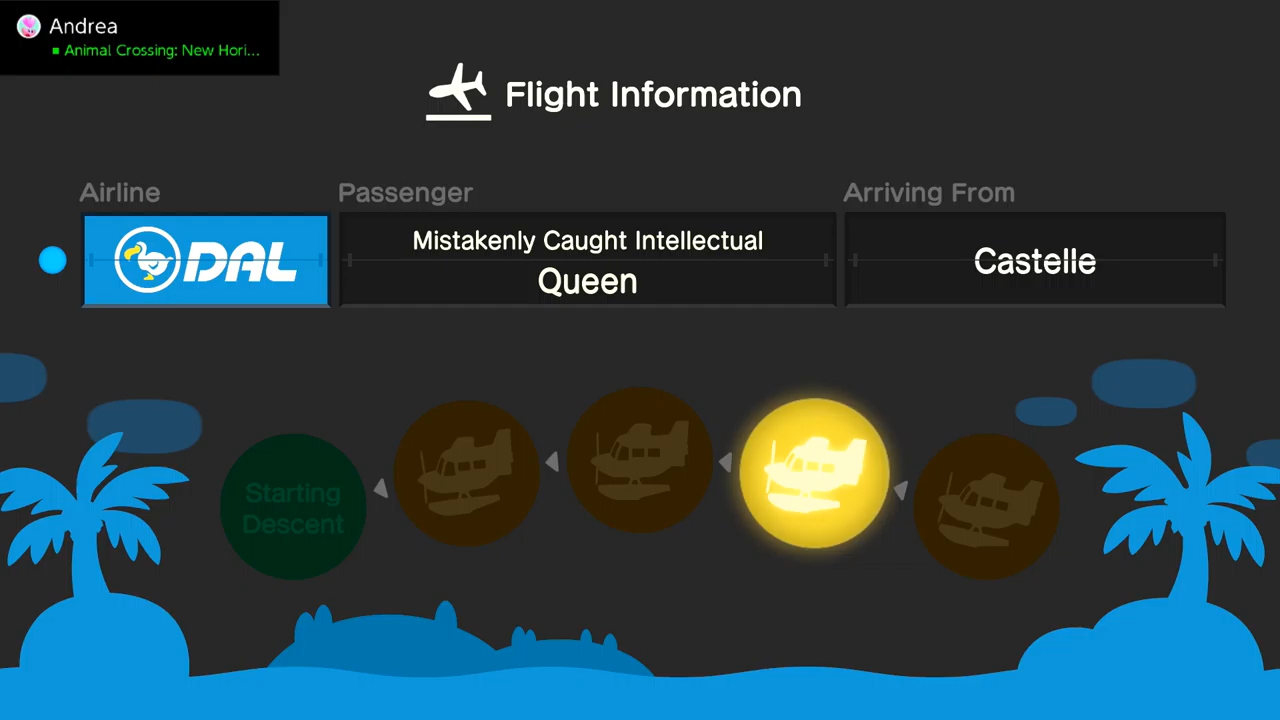 Andrea
Animal Crossing: New Hori...
Flight Information
Airline
Passenger
Arriving From
DAL
Mistakenly Caught Intellectual
Queen
Castelle
Starting
Descent